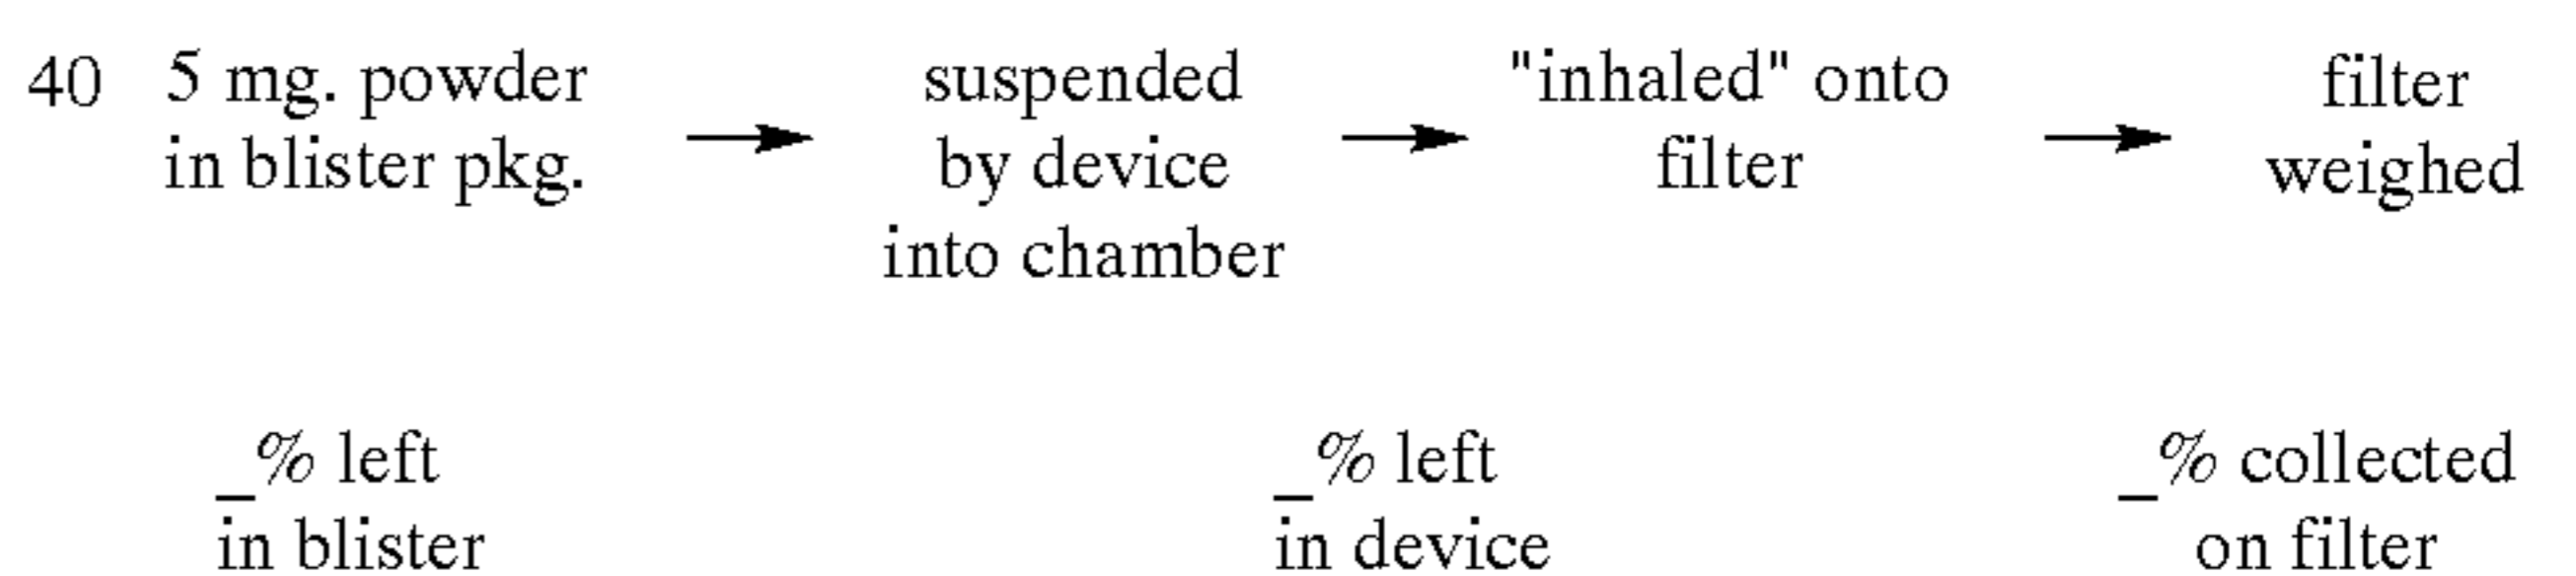 40 5 mg. powder
in blister pkg.
suspended
by device
into chamber
"inhaled" onto
filter
filter
weighed
_% left
in blister
_% left
in device
_% collected
on filter